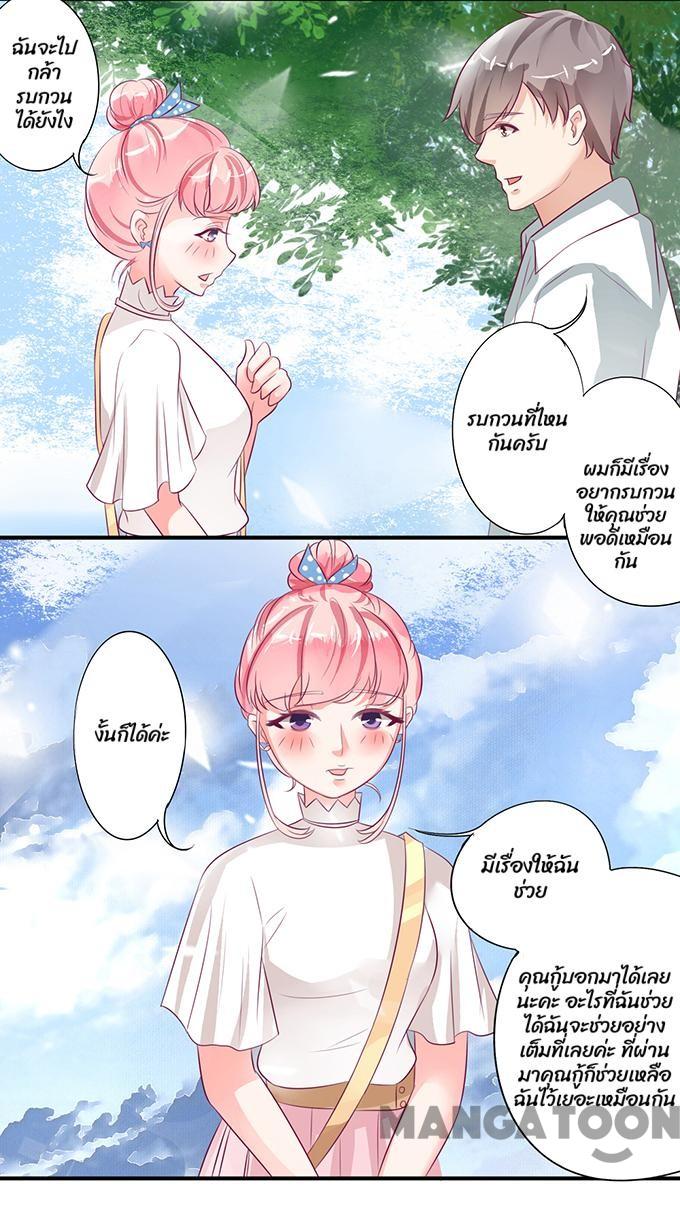 ฉันจะไป
กล้า
รบกวน
ได้ยังไง
รบกวนที่ไหน
กันครับ
ผมก็มีเรื่อง
อยากรบกวน
ให้คุณช่วย
พอดีเหมือน
กัน
งั้นก็ได้ค่ะ
มีเรื่องให้ฉัน
ช่วย
คุณกู้บอกมาได้เลย
นะคะ อะไรที่ฉันช่วย
ได้ฉันจะช่วยอย่าง
เต็มที่เลยค่ะ ที่ผ่าน
มาคุณกู้ก็ช่วยเหลือ
ฉันไว้เยอะเหมือนกัน
MANGATOON